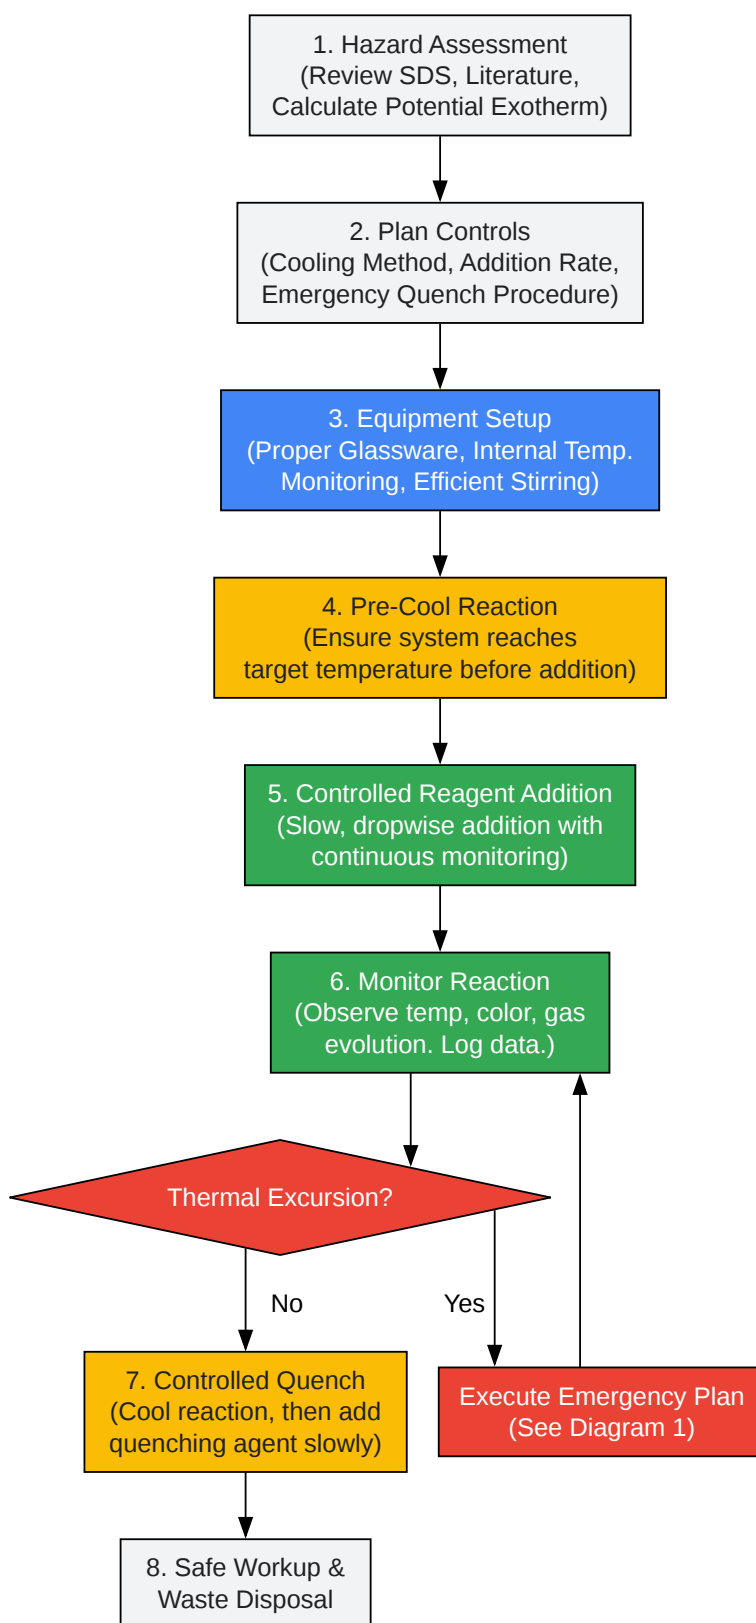 1. Hazard Assessment
(Review SDS, Literature,
Calculate Potential Exotherm)
2. Plan Controls
(Cooling Method, Addition Rate,
Emergency Quench Procedure)
3. Equipment Setup
(Proper Glassware, Internal Temp.
Monitoring, Efficient Stirring)
4. Pre-Cool Reaction
(Ensure system reaches
target temperature before addition)
5. Controlled Reagent Addition
(Slow, dropwise addition with
continuous monitoring)
6. Monitor Reaction
(Observe temp, color, gas
evolution. Log data.)
Thermal Excursion?
No
Yes
7. Controlled Quench
(Cool reaction, then add
quenching agent slowly)
Execute Emergency Plan
(See Diagram 1)
8. Safe Workup &
Waste Disposal